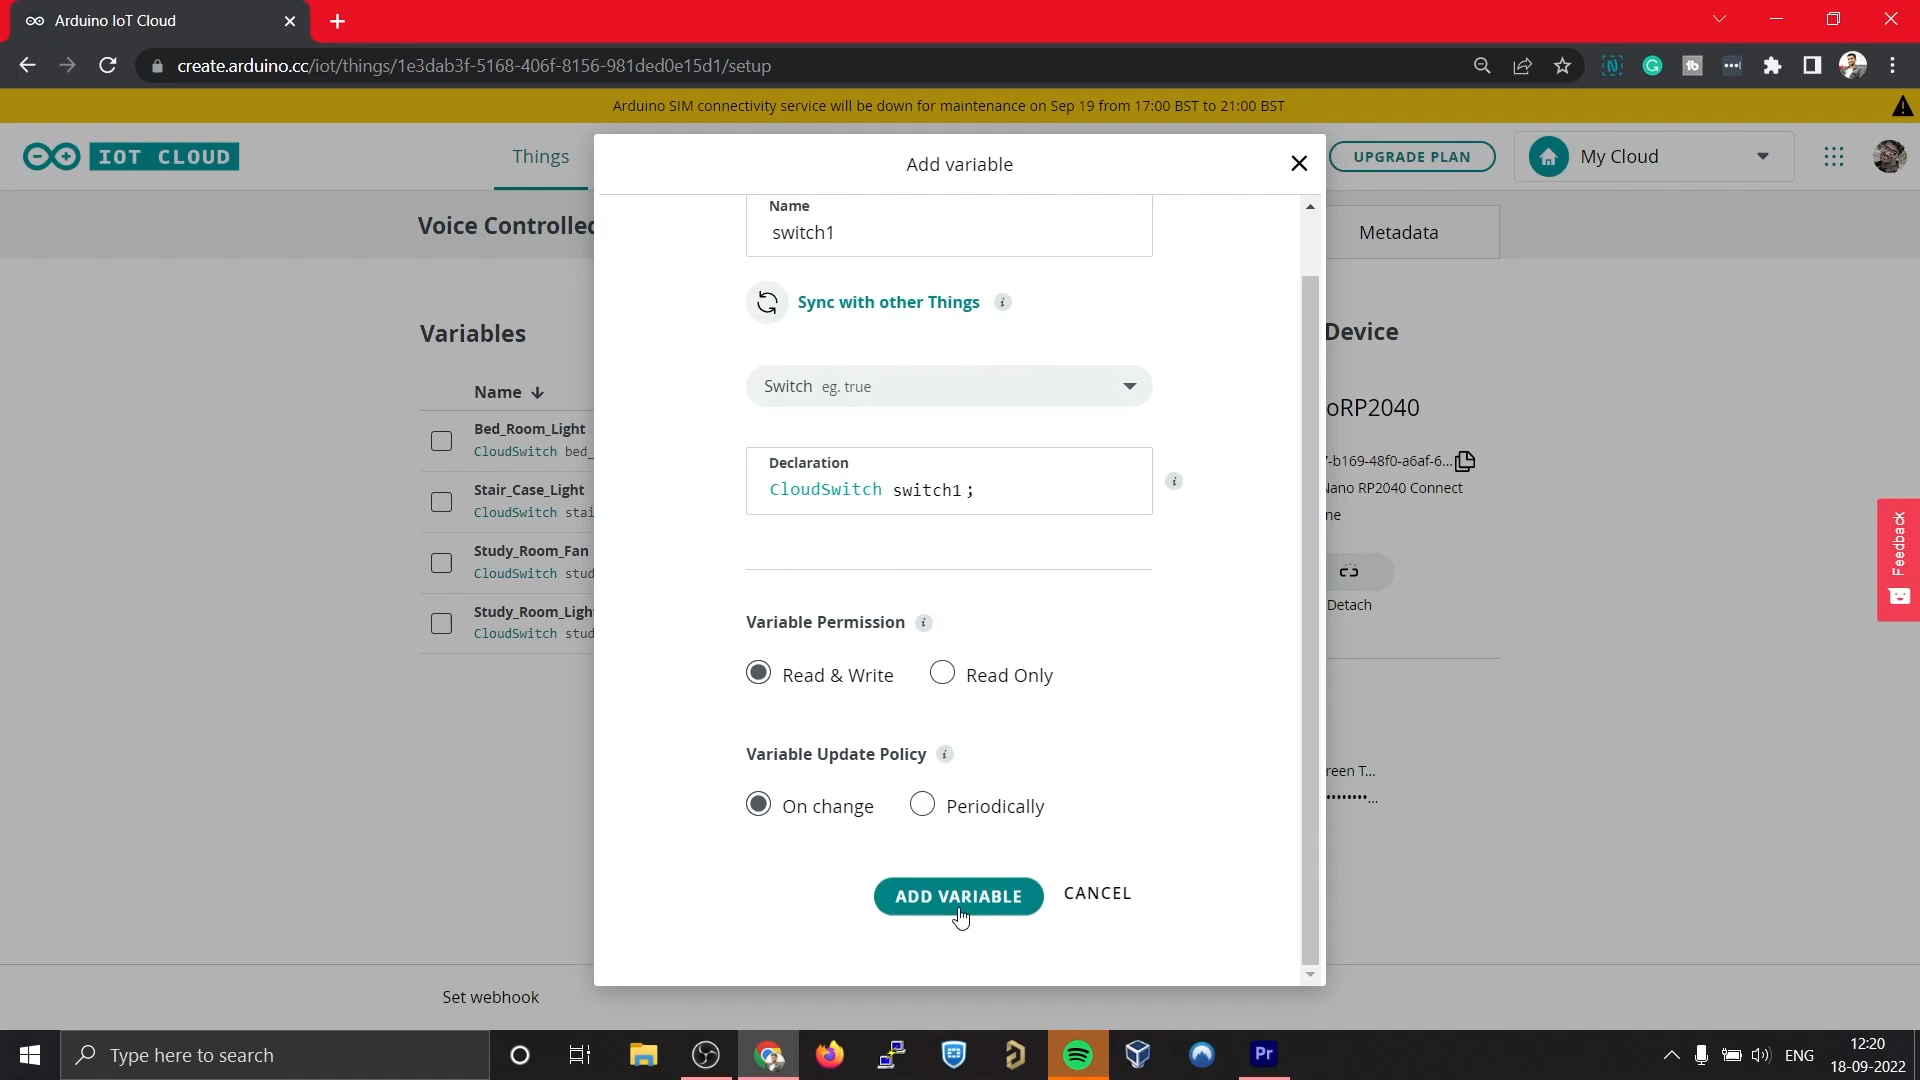 Arduino IoT Cloud
create.arduino.cc/iot/things/1e3dab3f-5168-406f-8156-981ded0e15d1/setup
Arduino SIM connectivity service will be down for maintenance on Sep 19 from 17:00 BST to 21:00 BST
IOT CLOUD
Things
UPGRADE PLAN
My Cloud
Voice Controlled
Metadata
Add variable
Name
switch1
Sync with other Things
Switch eg. true
Declaration
CloudSwitch switch1;
Variable Permission
Read & Write
Read Only
Variable Update Policy
On change
Periodically
ADD VARIABLE
CANCEL
Variables
Name
Bed_Room_Light
CloudSwitch bed_
Stair_Case_Light
CloudSwitch stai
Study_Room_Fan
CloudSwitch stud
Study_Room_Ligh
CloudSwitch stud
Device
oRP2040
-b169-48f0-a6af-6...
Nano RP2040 Connect
ne
Detach
reen T...
Feedback
Set webhook
Type here to search
Pr
ENG
12:20
18-09-2022